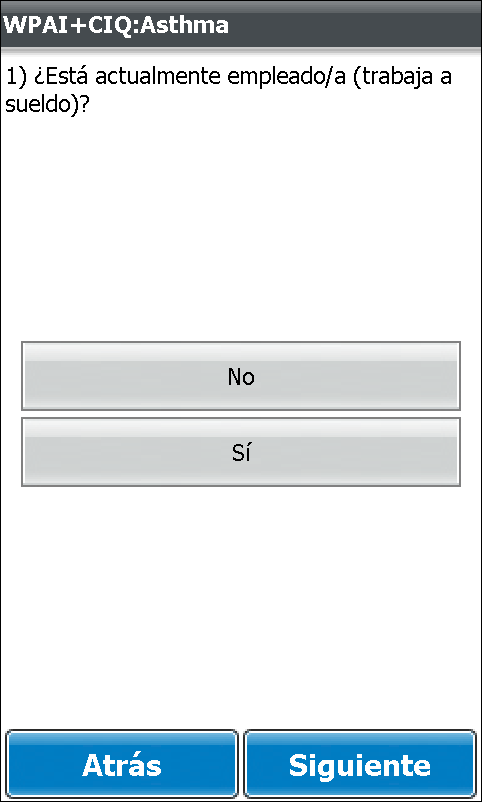 WPAI+CIQ:Asthma
1) ¿Está actualmente empleado/a (trabaja a
sueldo)?
No
Sí
Atrás
Siguiente